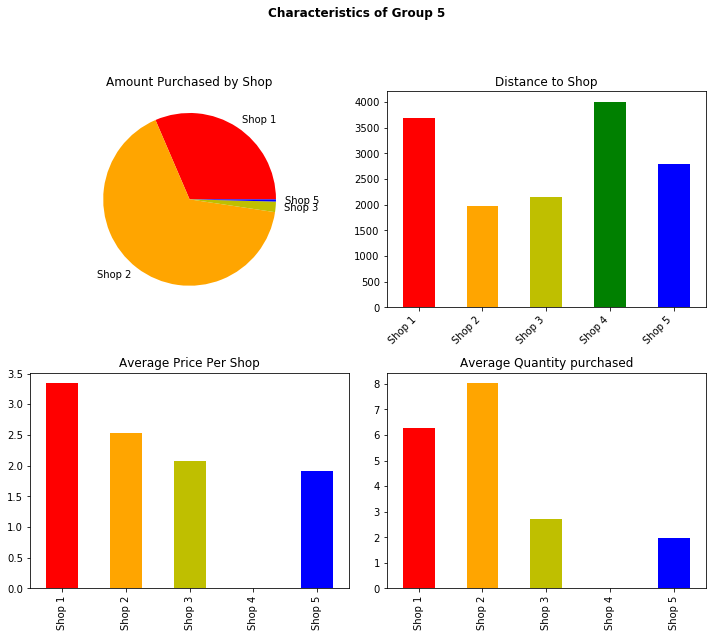 Characteristics of Group 5
Amount Purchased by Shop
Shop 1
Shop 2
Shop 3
Shop 5
Distance to Shop
4000
3500
3000
2500
2000
1500
1000
500
0
Shop 1
Shop 2
Shop 3
Shop 4
Shop 5
Average Price Per Shop
3.5
3.0
2.5
2.0
1.5
1.0
0.5
0.0
Shop 1
Shop 2
Shop 3
Shop 4
Shop 5
Average Quantity purchased
8
7
6
5
4
3
2
1
0
Shop 1
Shop 2
Shop 3
Shop 4
Shop 5